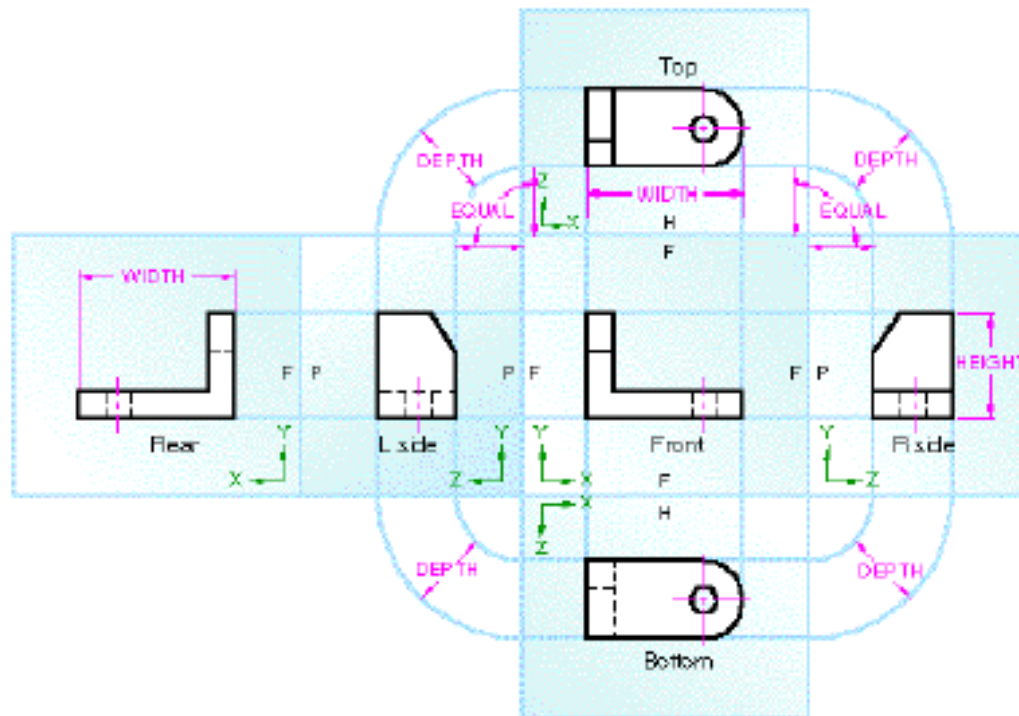 Top
DEPTH
DEPTH
Z
EQUAL
WIDTH
EQUAL
X
H
F
WIDTH
HEIGHT
F P
P F
F P
Rear
L side
Front
R side
Y
Y
Y
Y
X
Z
X
F
Z
X
H
Z
DEPTH
DEPTH
Bottom